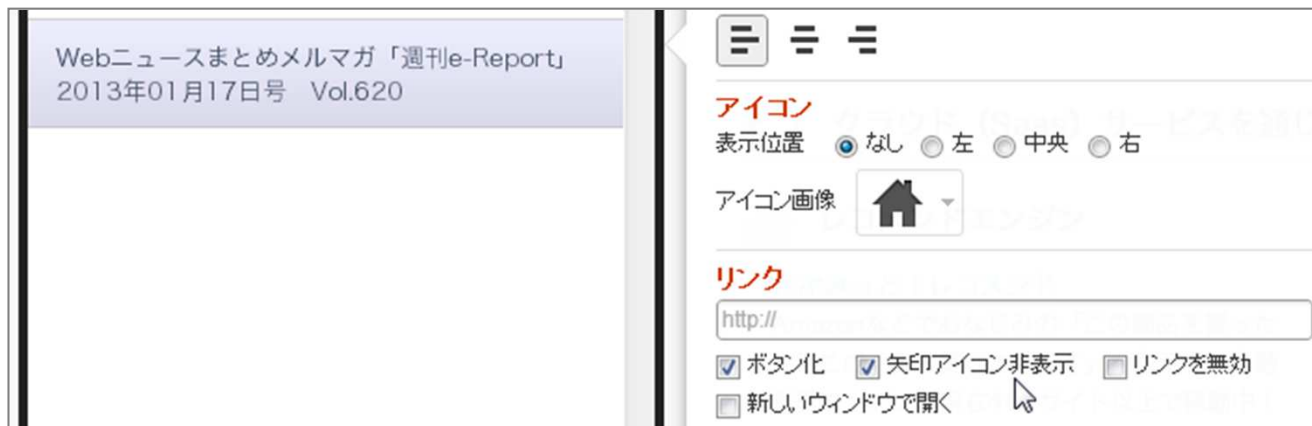 Webニュースまとめメルマガ「週刊e-Report」
2013年01月17日号　Vol.620
アイコン
表示位置 なし 左 中央 右
アイコン画像
リンク
http://
ボタン化 矢印アイコン非表示 リンクを無効
新しいウィンドウで開く